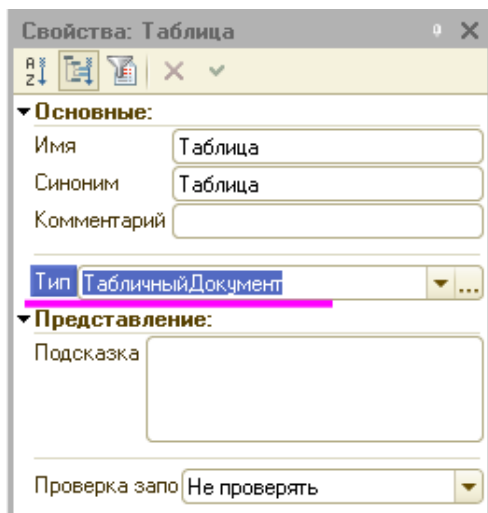 Свойства: Таблица
Основные:
Имя Таблица
Синоним Таблица
Комментарий
Тип ТабличныйДокумент
Представление:
Подсказка
Проверка запо Не проверять